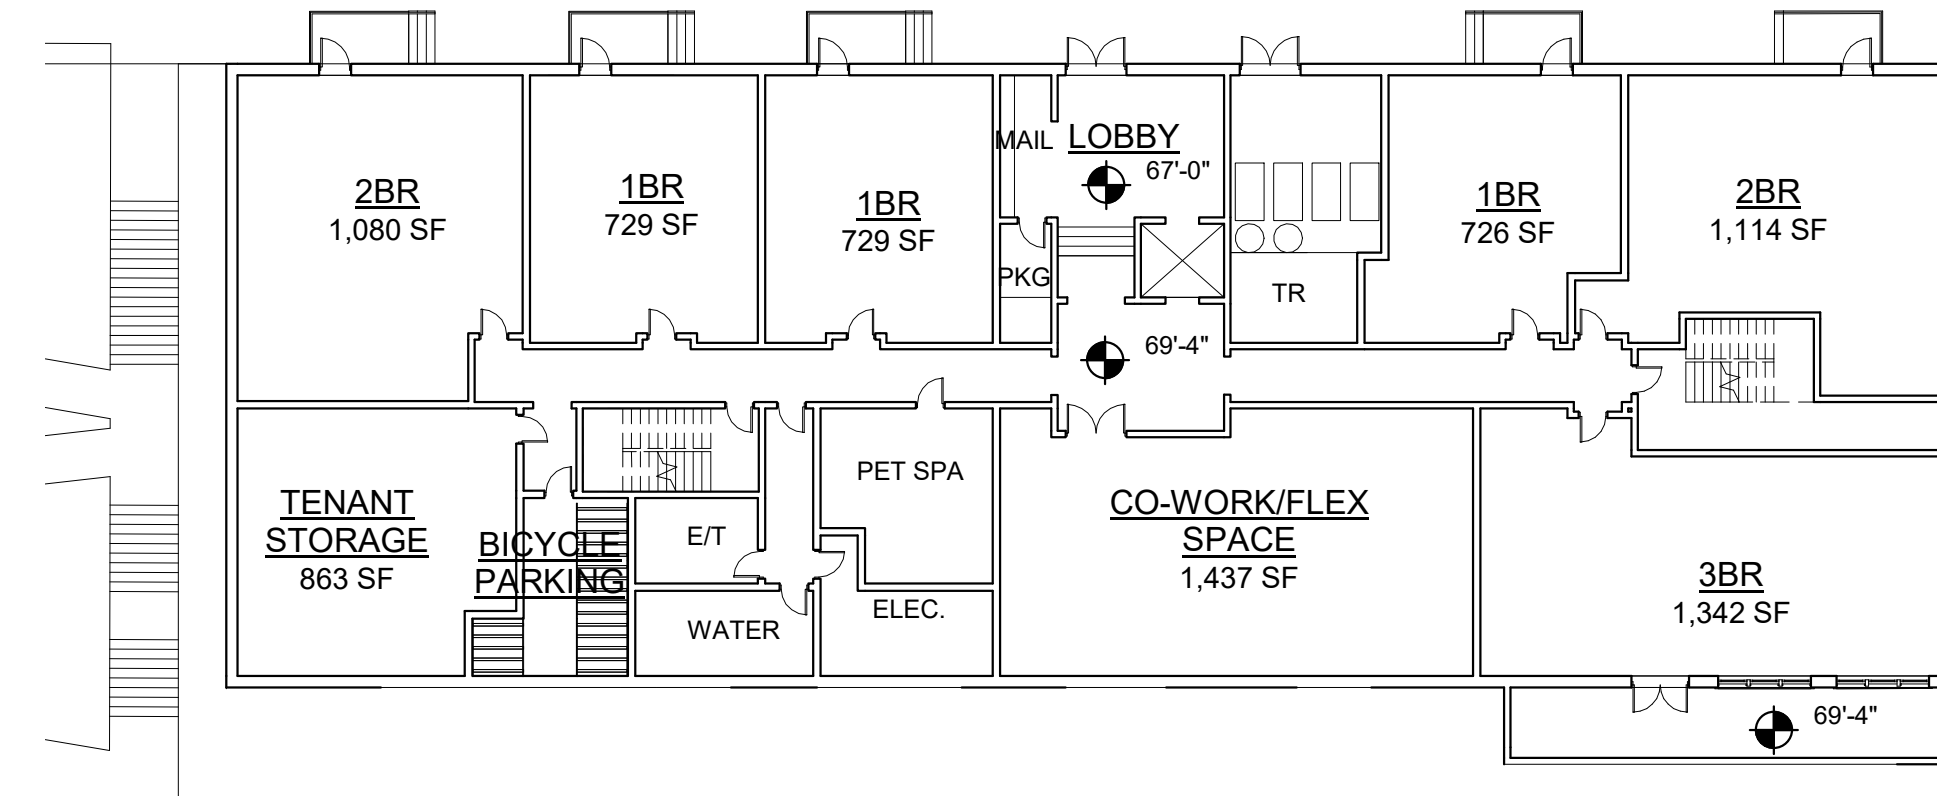 2BR
1,080 SF
1BR
729 SF
1BR
729 SF
MAIL
LOBBY
67'-0"
PKG
TR
69'-4"
1BR
726 SF
2BR
1,114 SF
TENANT
STORAGE
863 SF
BICYCLE
PARKING
E/T
WATER
PET SPA
ELEC.
CO-WORK/FLEX
SPACE
1,437 SF
3BR
1,342 SF
69'-4"